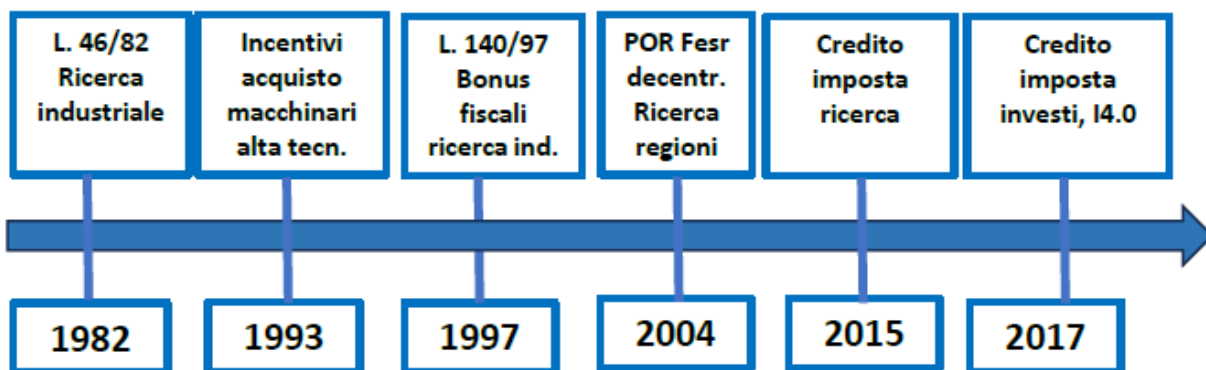 L. 46/82
Ricerca
industriale
Incentivi
acquisto
macchinari
alta tecn.
L. 140/97
Bonus
fiscali
ricerca ind.
POR Fesr
decentr.
Ricerca
regioni
Credito
imposta
ricerca
Credito
imposta
investi, I4.0
1982
1993
1997
2004
2015
2017